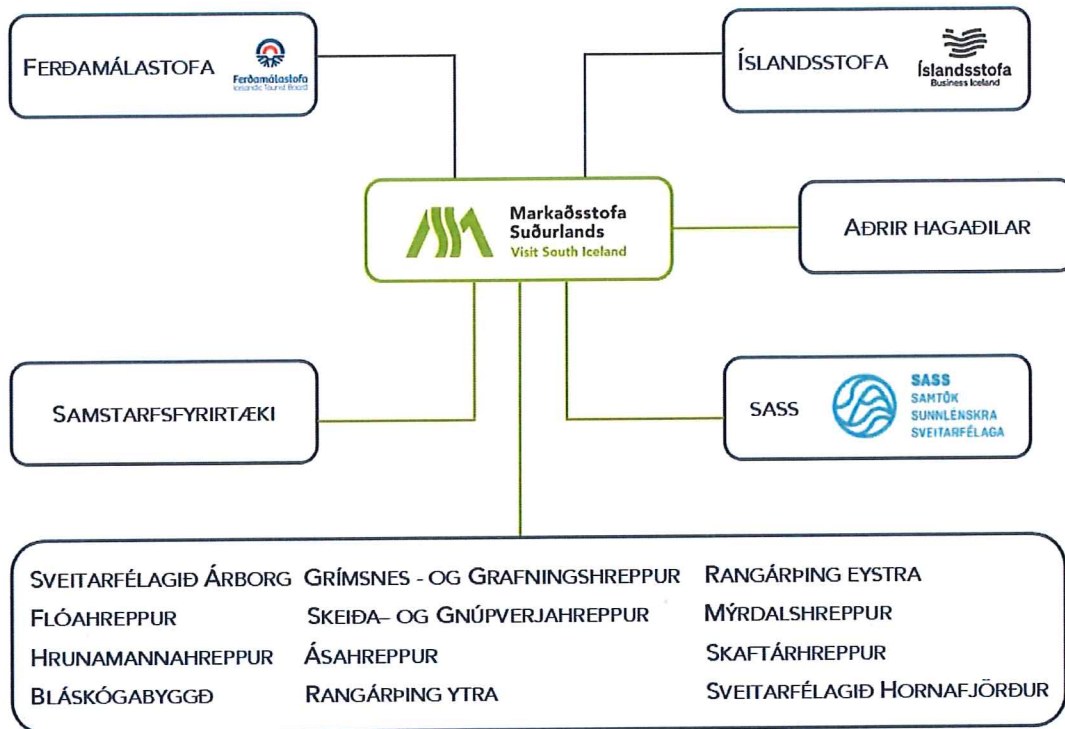 FERÐAMÁLASTOFA
Ferðamálastofa
Icelandic Tourist Board
ÍSLANDSSTOFA
Íslandsstofa
Business Iceland
Markaðsstofa
Suðurlands
Visit South Iceland
AÐRIR HAGAÐILAR
SAMSTARFSFYRIRTÆKI
SASS
SASS
SAMTÖK
SUNNLENSKRA
SVEITARFÉLAGA
SVEITARFÉLAGIÐ ÁRBORG
FLÓAHREPPUR
HRUNAMANNAHREPPUR
BLÁSKÓGABYGGÐ
GRÍMSNES - OG GRAFNINGSHREPPUR
SKEIÐA– OG GNÚPVERJAHREPPUR
ÁSAHREPPUR
RANGÁRÞING YTRA
RANGÁRÞING EYSTRA
MÝRDALSHREPPUR
SKAFTÁRHREPPUR
SVEITARFÉLAGIÐ HORNAFJÖRÐUR